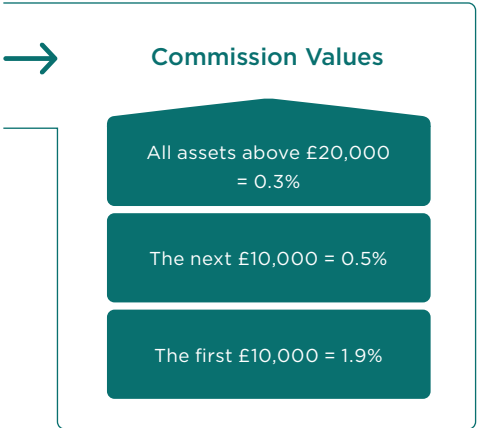 Commission Values
All assets above £20,000
= 0.3%
The next £10,000 = 0.5%
The first £10,000 = 1.9%